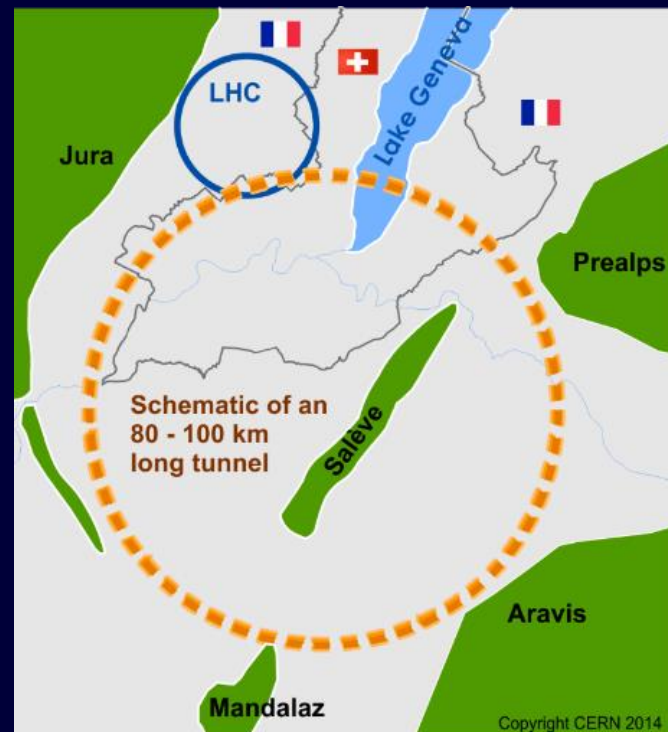 LHC
Lake Geneva
Jura
Prealps
Schematic of an
80 - 100 km
long tunnel
Salève
Aravis
Mandalaz
Copyright CERN 2014